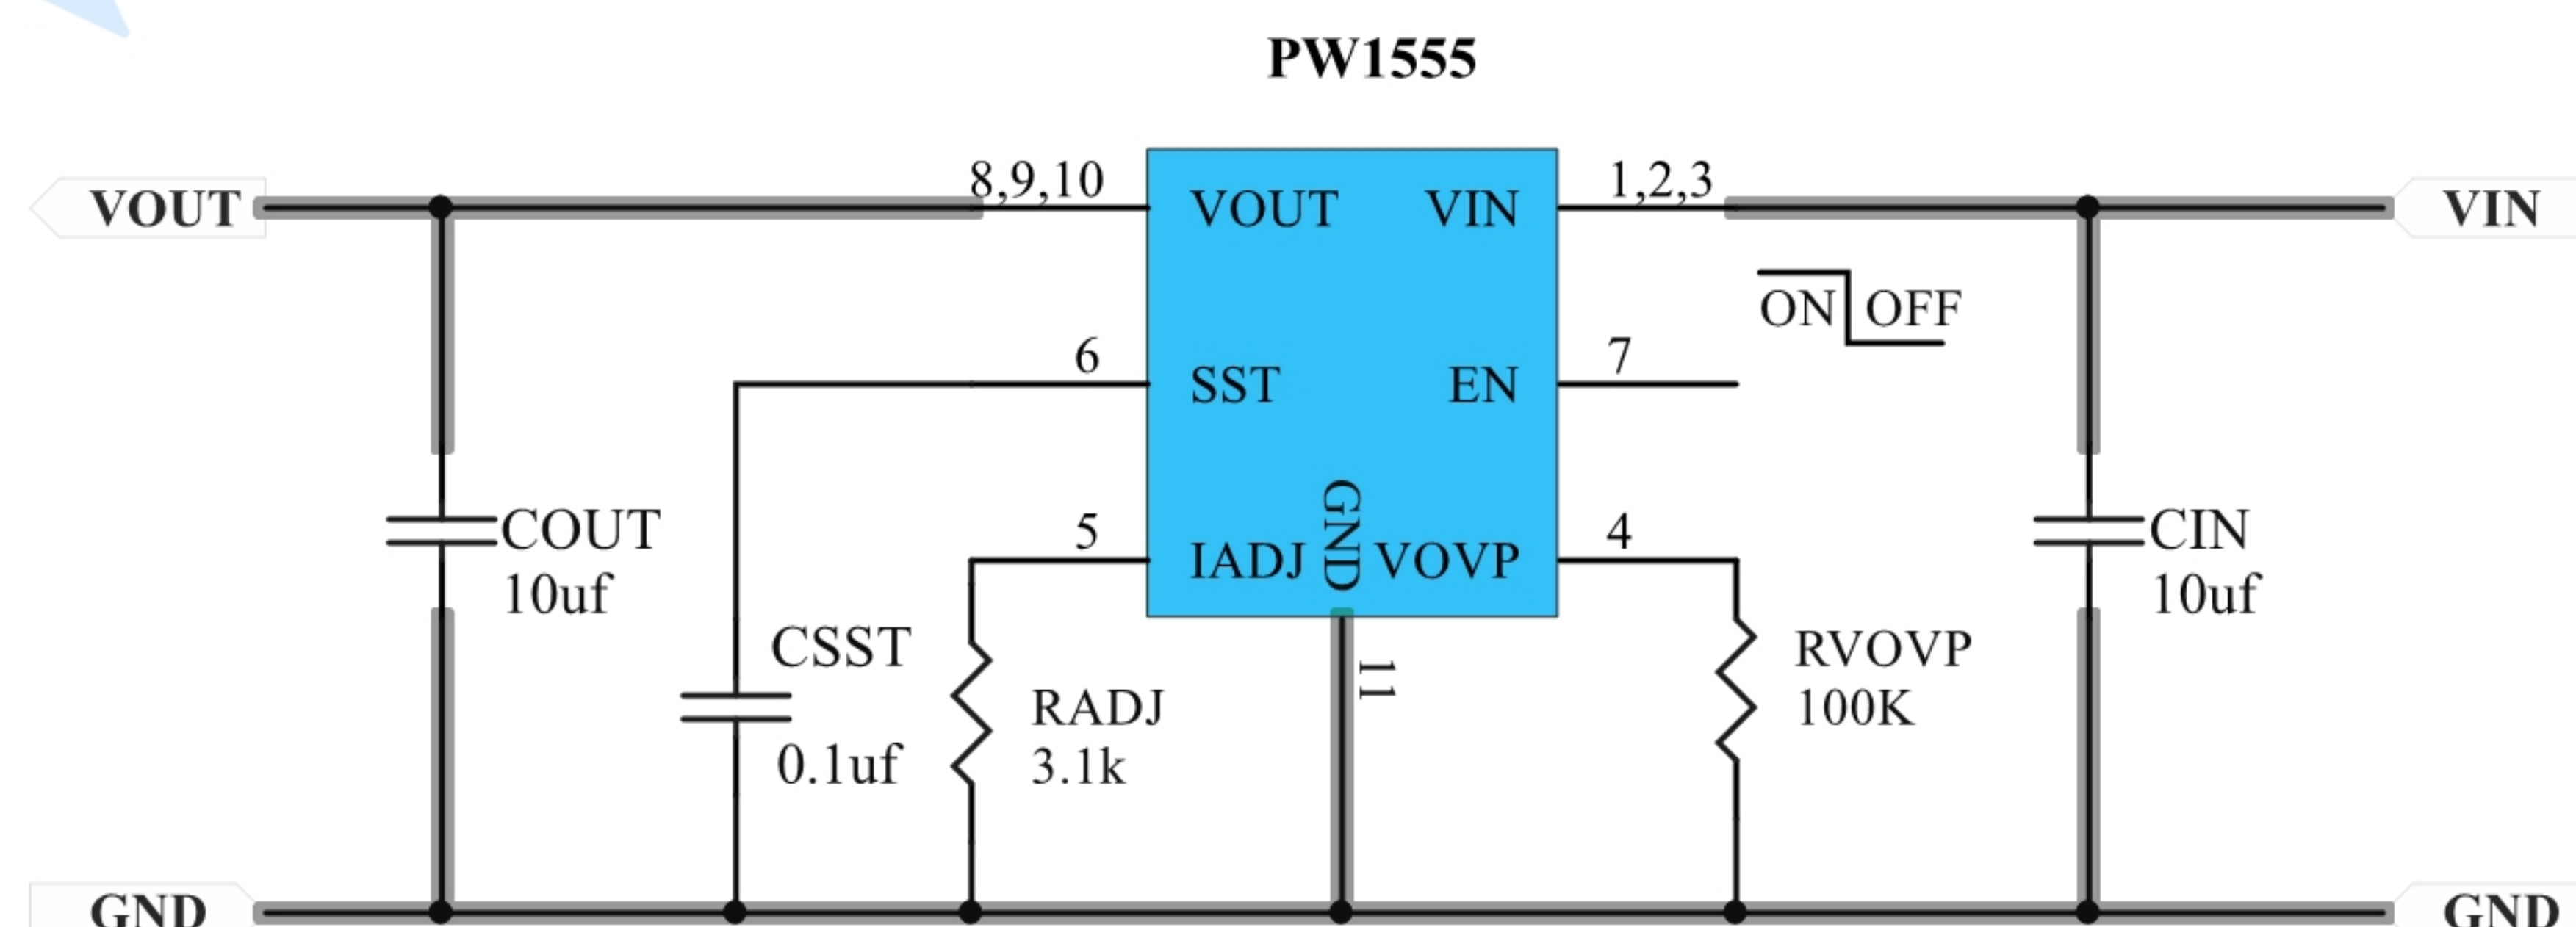 PW1555
8,9,10
1,2,3
VOUT
VOUT
VIN
VIN
ON
OFF
6
7
SST
EN
GND
5
4
IADJ
VOVP
COUT
10uf
CIN
10uf
CSST
0.1uf
RADJ
3.1k
11
RVOVP
100K
GND
GND